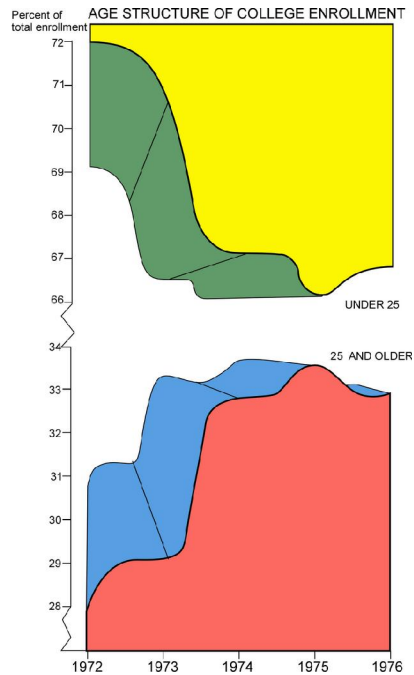 Percent of
total enrollment
AGE STRUCTURE OF COLLEGE ENROLLMENT
72
71
70
69
68
67
66
UNDER 25
34
25 AND OLDER
33
32
31
30
29
28
1972 1973 1974 1975 1976